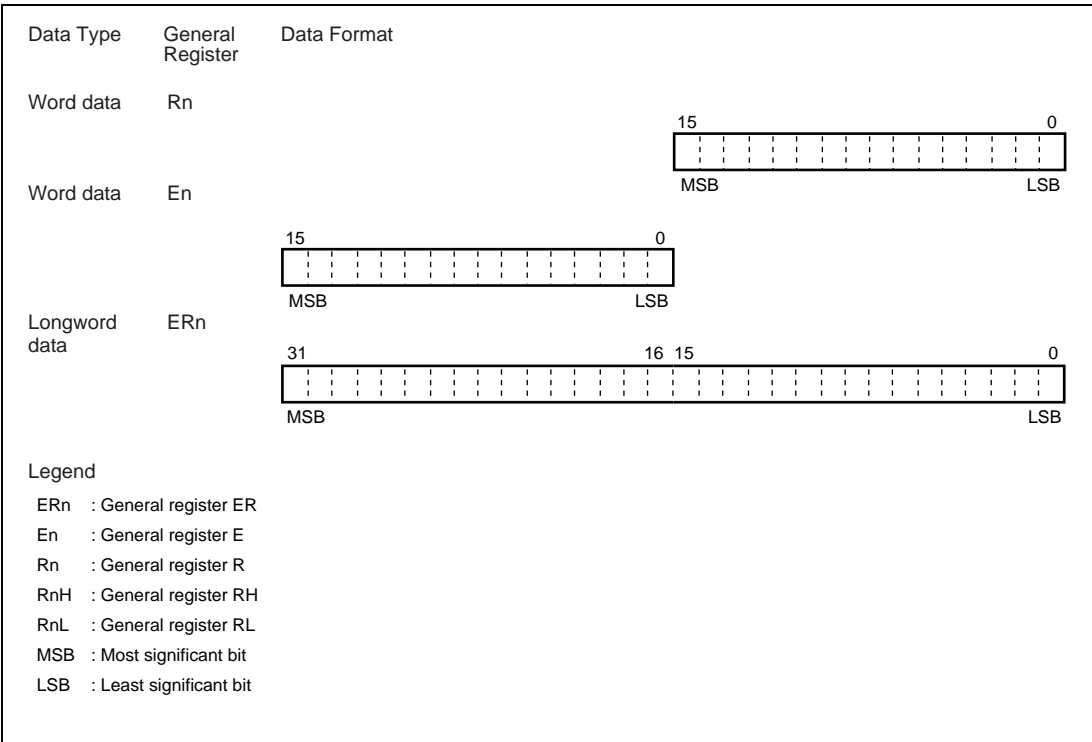 Data Type General Register Data Format
Word data Rn
15 0
MSB LSB
Word data En
15 0
MSB LSB
Longword data ERn
31 16 15 0
MSB LSB
Legend
ERn : General register ER
En : General register E
Rn : General register R
RnH : General register RH
RnL : General register RL
MSB : Most significant bit
LSB : Least significant bit